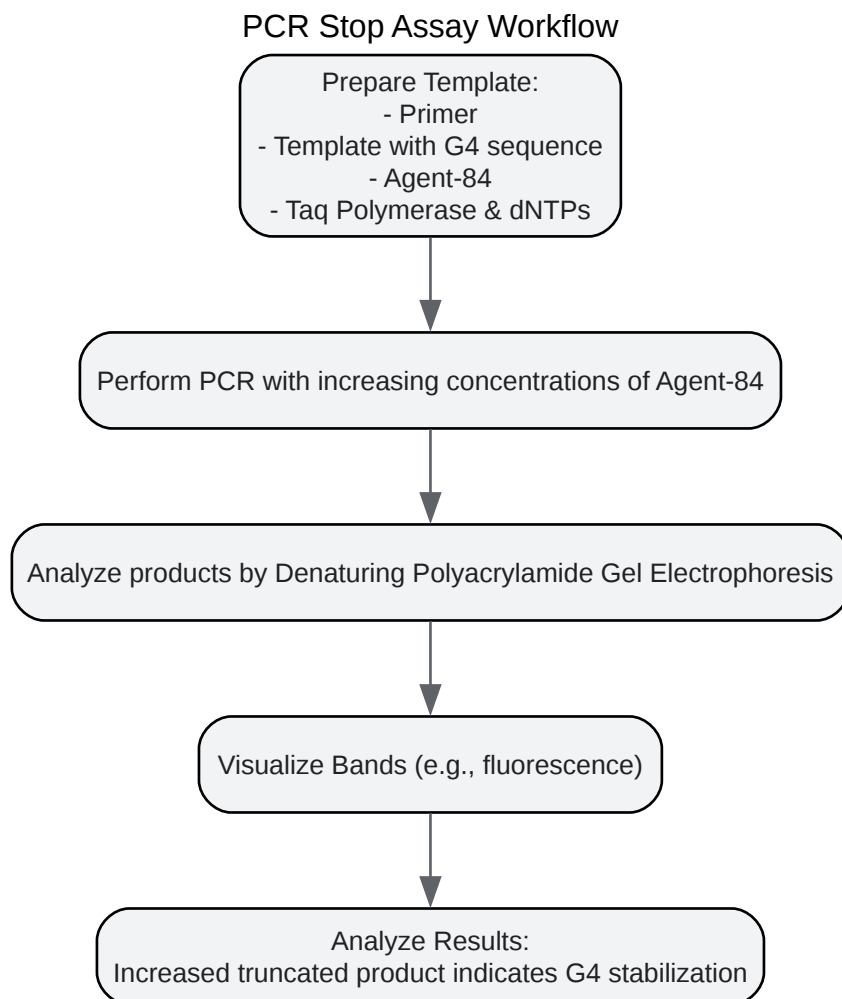 PCR Stop Assay Workflow
Prepare Template:
- Primer
- Template with G4 sequence
- Agent-84
- Taq Polymerase & dNTPs
Perform PCR with increasing concentrations of Agent-84
Analyze products by Denaturing Polyacrylamide Gel Electrophoresis
Visualize Bands (e.g., fluorescence)
Analyze Results:
Increased truncated product indicates G4 stabilization